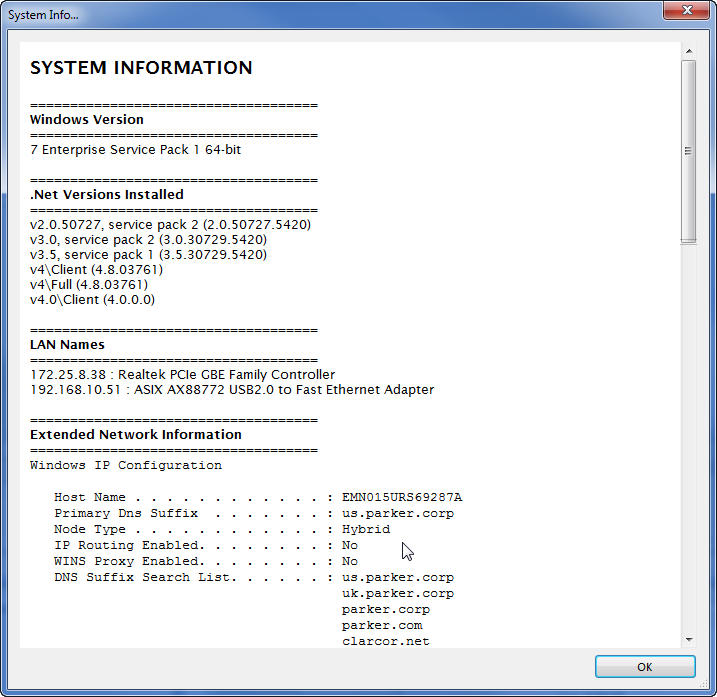 System Info...
SYSTEM INFORMATION
====================================
Windows Version
====================================
7 Enterprise Service Pack 1 64-bit
====================================
.Net Versions Installed
====================================
v2.0.50727, service pack 2 (2.0.50727.5420)
v3.0, service pack 2 (3.0.30729.5420)
v3.5, service pack 1 (3.5.30729.5420)
v4\Client (4.8.03761)
v4\Full (4.8.03761)
v4.0\Client (4.0.0.0)
====================================
LAN Names
====================================
172.25.8.38 : Realtek PCIe GBE Family Controller
192.168.10.51 : ASIX AX88772 USB2.0 to Fast Ethernet Adapter
====================================
Extended Network Information
====================================
Windows IP Configuration
Host Name . . . . . . . . . . . . : EMN015URS69287A
Primary Dns Suffix  . . . . . . . : us.parker.corp
Node Type . . . . . . . . . . . . : Hybrid
IP Routing Enabled. . . . . . . . : No
WINS Proxy Enabled. . . . . . . . : No
DNS Suffix Search List. . . . . . : us.parker.corp
uk.parker.corp
parker.corp
parker.com
clarcor.net
OK